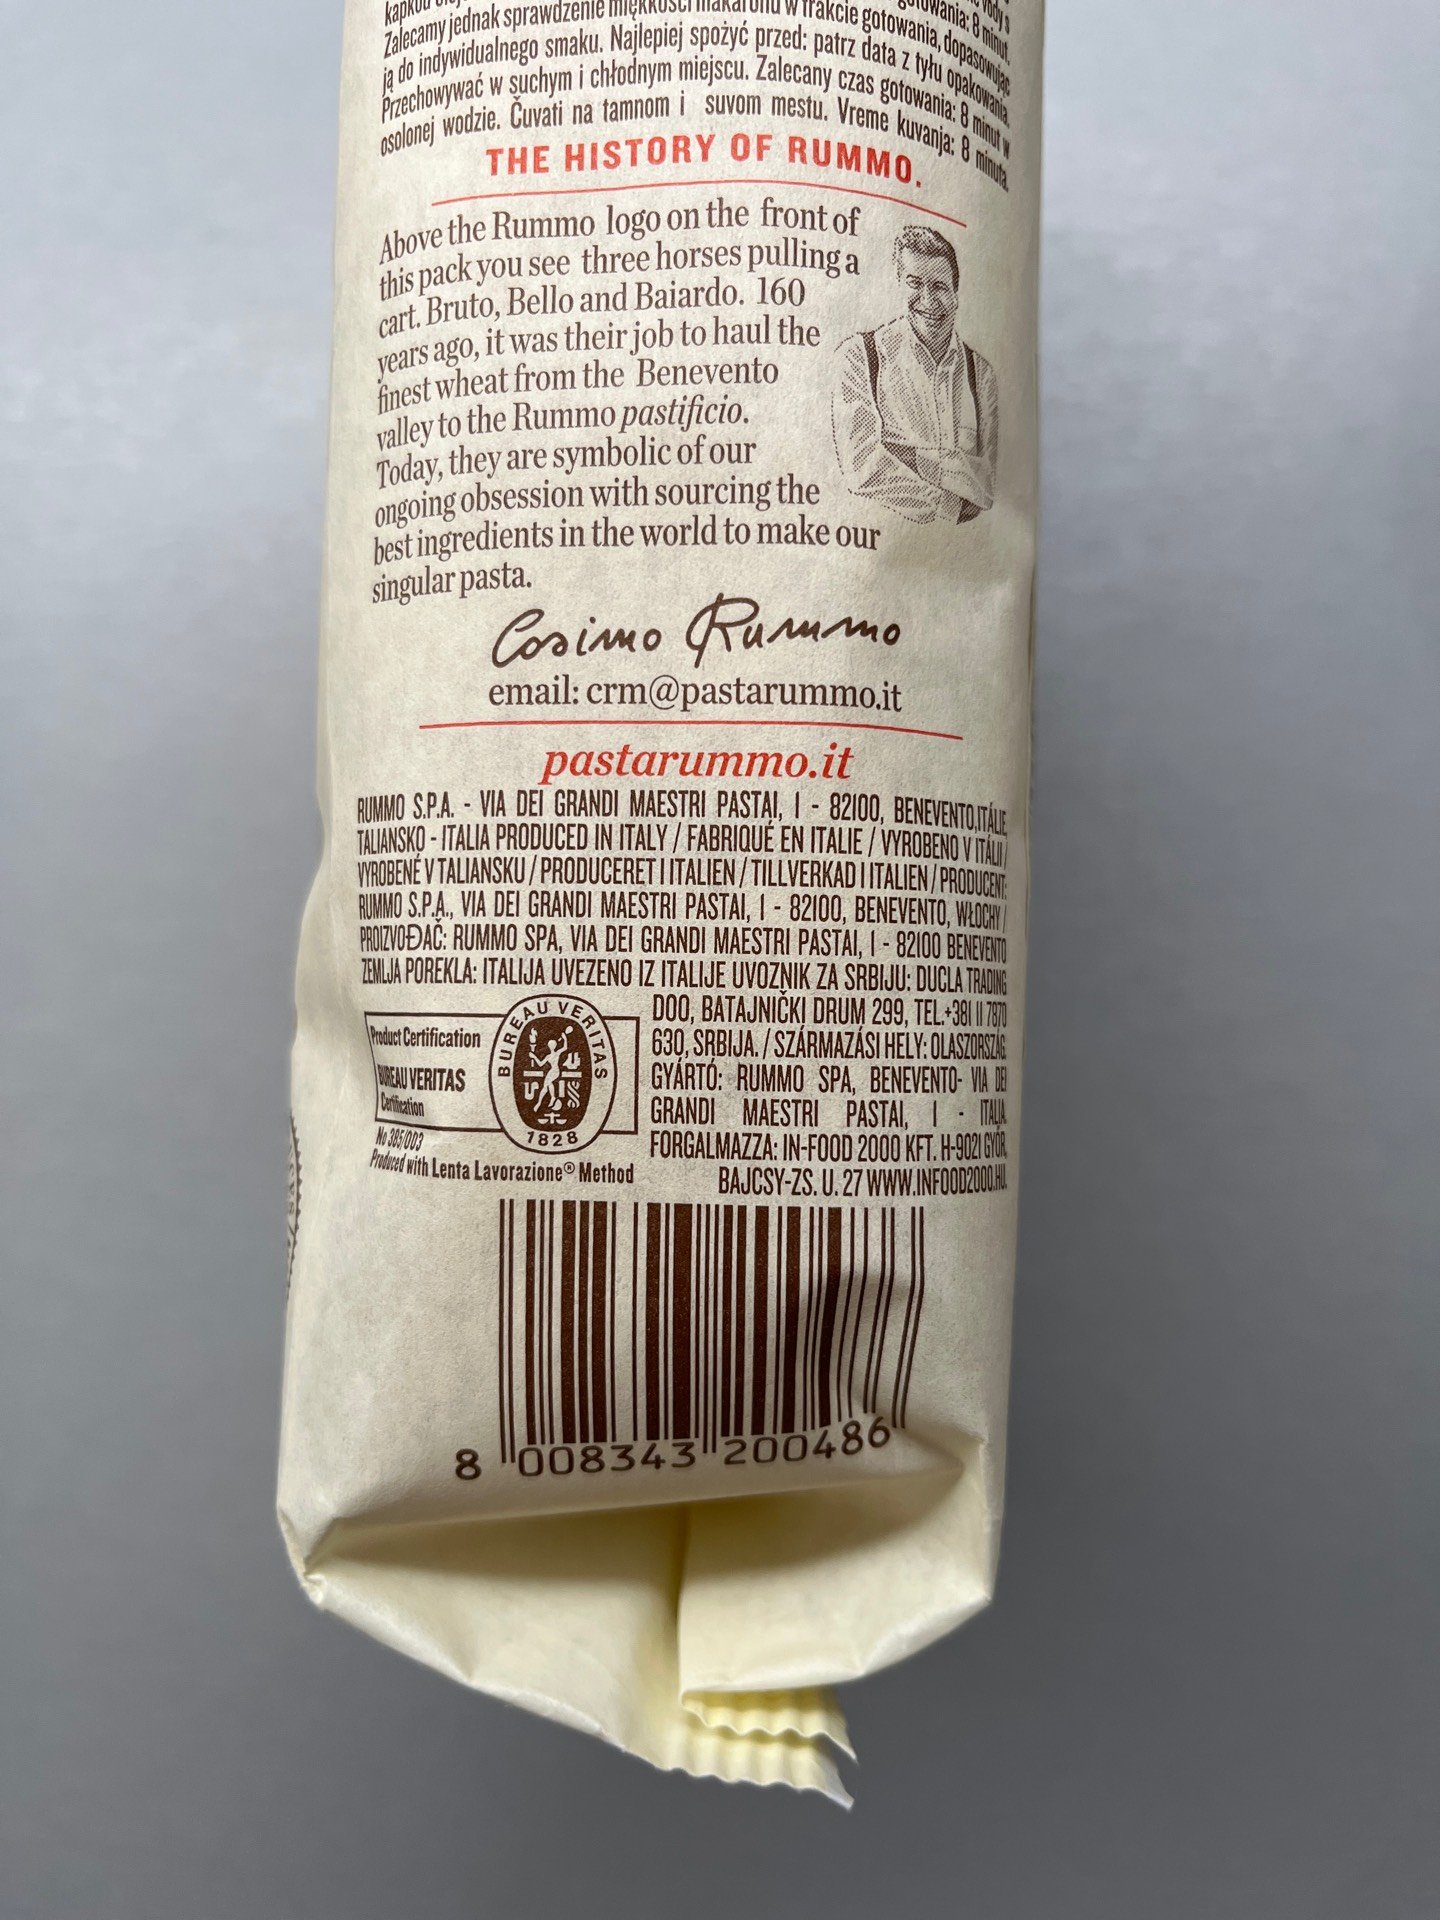 Zalecamy jednak sprawdzenie miękkości makaronu w trakcie gotowania, dopasowując
ją do indywidualnego smaku. Najlepiej spożyć przed: patrz data z tyłu opakowania.
Przechowywać w suchym i chłodnym miejscu. Zalecany czas gotowania: 8 minut w
osolonej wodzie. Čuvati na tamnom i suvom mestu. Vreme kuvanja: 8 minuta.
THE HISTORY OF RUMMO.
Above the Rummo logo on the front of
this pack you see three horses pulling a
cart. Bruto, Bello and Baiardo. 160
years ago, it was their job to haul the
finest wheat from the Benevento
valley to the Rummo pastificio.
Today, they are symbolic of our
ongoing obsession with sourcing the
best ingredients in the world to make our
singular pasta.
Cosimo Rummo
email: crm@pastarummo.it
pastarummo.it
RUMMO S.P.A. - VIA DEI GRANDI MAESTRI PASTAI, 1 - 82100, BENEVENTO,ITÁLIE,
TALIANSKO - ITALIA PRODUCED IN ITALY / FABRIQUÉ EN ITALIE / VYROBENO V ITÁLII /
VYROBENÉ V TALIANSKU / PRODUCERET I ITALIEN / TILLVERKAD I ITALIEN / PRODUCENT:
RUMMO S.P.A., VIA DEI GRANDI MAESTRI PASTAI, 1 - 82100, BENEVENTO, WŁOCHY /
PROIZVOĐAČ: RUMMO SPA, VIA DEI GRANDI MAESTRI PASTAI, 1 - 82100 BENEVENTO
ZEMLJA POREKLA: ITALIJA UVEZENO IZ ITALIJE UVOZNIK ZA SRBIJU: DUCLA TRADING
DOO, BATAJNIČKI DRUM 299, TEL.+381 11 7870
630, SRBIJA. / SZÁRMAZÁSI HELY: OLASZORSZÁG.
GYÁRTÓ: RUMMO SPA, BENEVENTO- VIA DEI
GRANDI MAESTRI PASTAI, 1 - ITALJA.
FORGALMAZZA: IN-FOOD 2000 KFT. H-9021 GYŐR,
BAJCSY-ZS. U. 27 WWW.INFOOD2000.HU.
Product Certification
BUREAU VERITAS
Certification
BUREAU VERITAS
1828
No 385/003
Produced with Lenta Lavorazione® Method
8 008343 200486